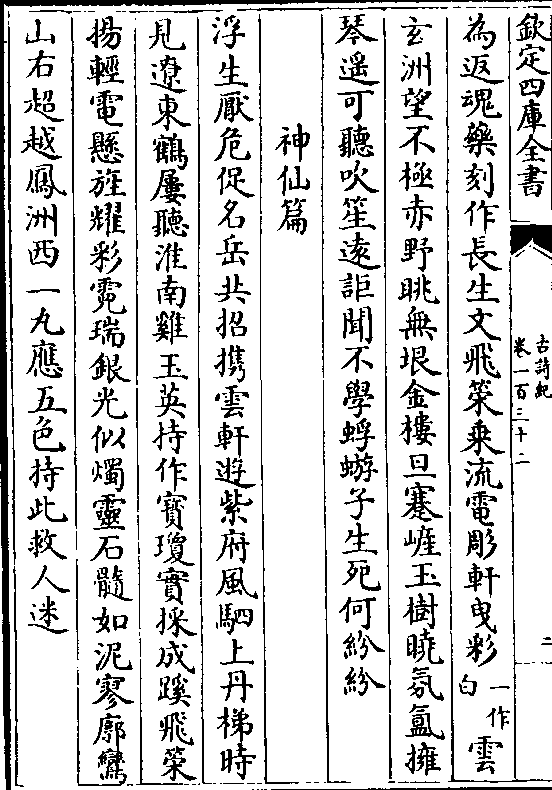 欽定四庫全書
古詩紀
卷一百三十二
二
為返魂藥刻作長生文飛策乗流電彫軒曳彩一作白雲
玄洲望不極赤野眺無垠金樓旦蹇嵼玉樹曉氛氲擁
琴遥可聽吹笙遠詎聞不學蜉蝣子生死何紛紛
神仙篇
浮生厭危促名岳共招携雲軒遊紫府風駟上丹梯時
見遼東鶴屢聽淮南雞玉英持作寳瓊實採成蹊飛䇿
揚輕電懸旌耀彩霓瑞銀光似燭靈石髓如泥寥廓鸞
山右超越鳳洲西一丸應五色持此救人迷